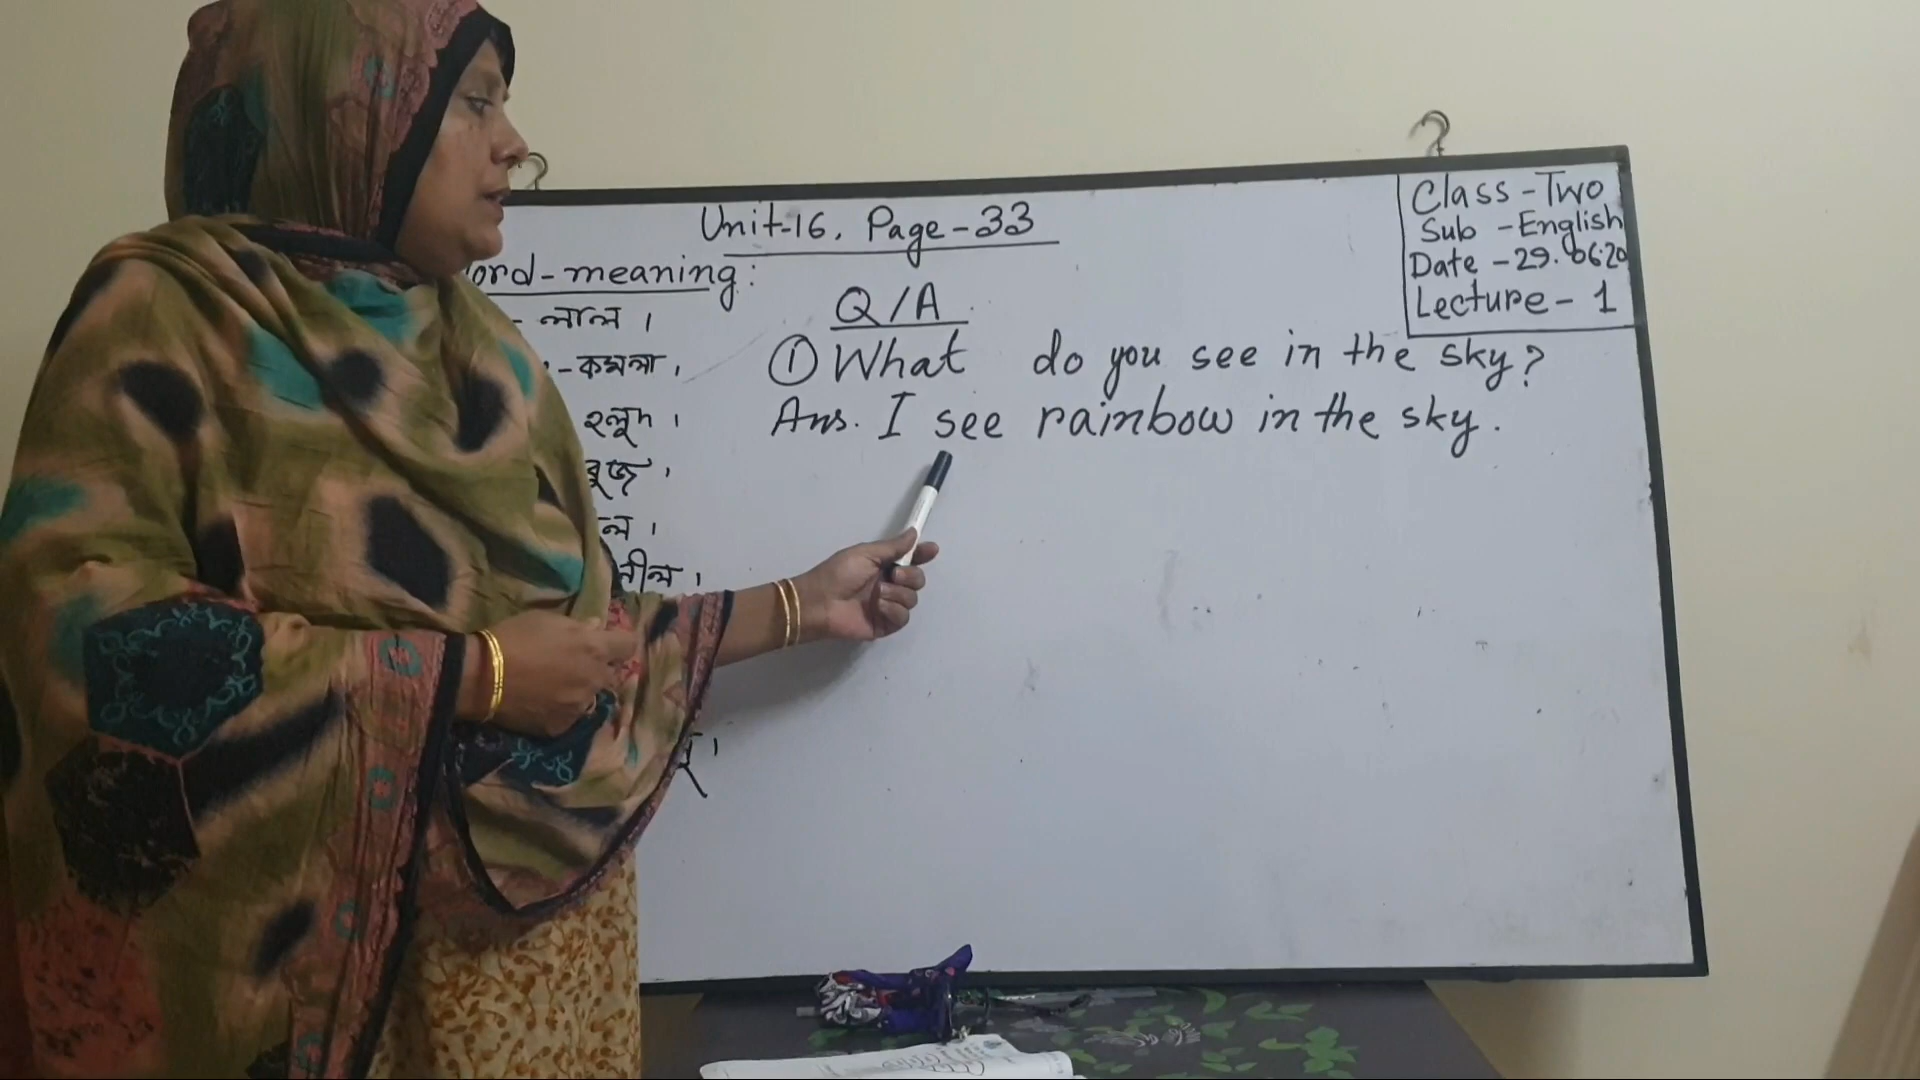 Unit-16, Page-33
Class-Two
Sub - English
Date - 29.06.20
Lecture - 1
ord-meaning:
- লাল ।
- কমলা ।
হলুদ ।
বুজ ।
ল ।
নীল ।
Q/A
① What do you see in the sky?
Ans. I see rainbow in the sky.